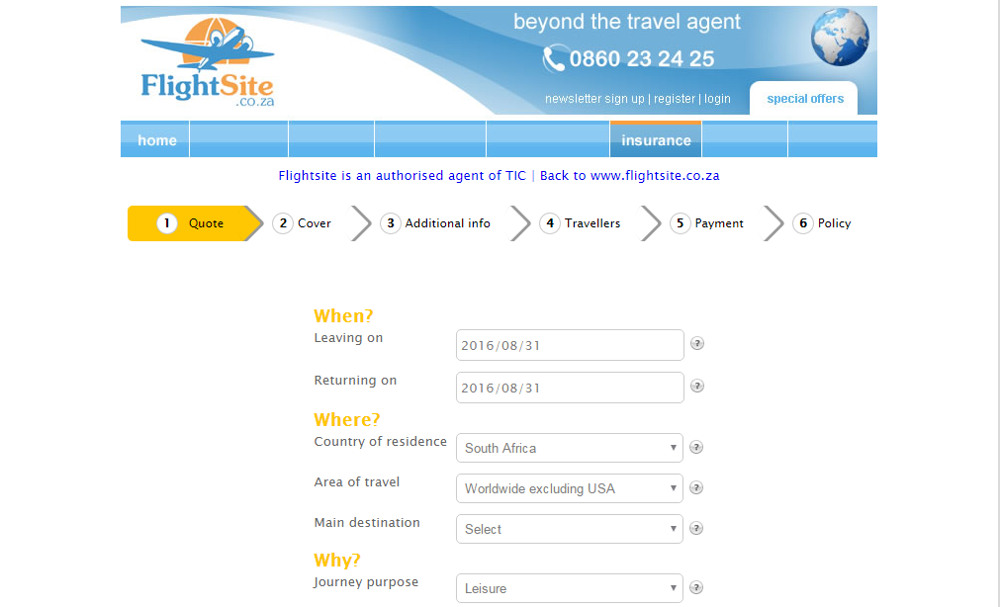 beyond the travel agent
0860 23 24 25
FlightSite
.co.za
newsletter sign up | register | login
special offers
home
insurance
Flightsite is an authorised agent of TIC | Back to www.flightsite.co.za
1 Quote 2 Cover 3 Additional info 4 Travellers 5 Payment 6 Policy
When?
Leaving on 2016/08/31 ?
Returning on 2016/08/31 ?
Where?
Country of residence South Africa ?
Area of travel Worldwide excluding USA ?
Main destination Select ?
Why?
Journey purpose Leisure ?